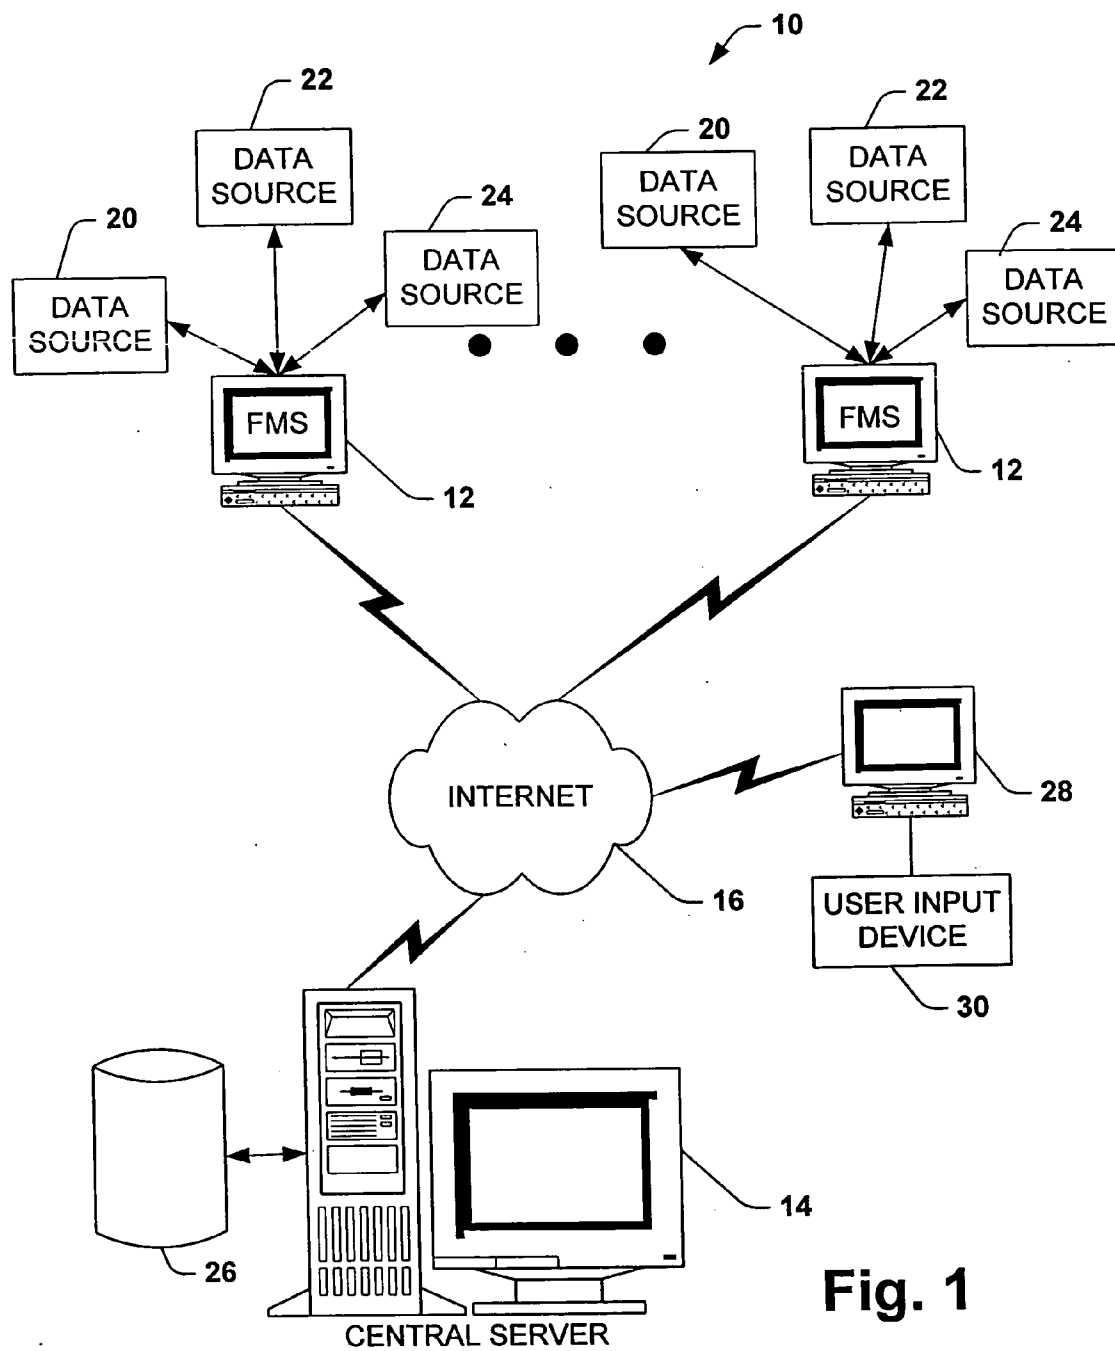 10
22
DATA
SOURCE
20
DATA
SOURCE
24
DATA
SOURCE
20
DATA
SOURCE
22
DATA
SOURCE
24
DATA
SOURCE
FMS
12
FMS
12
INTERNET
16
28
USER INPUT
DEVICE
30
26
14
CENTRAL SERVER
Fig. 1